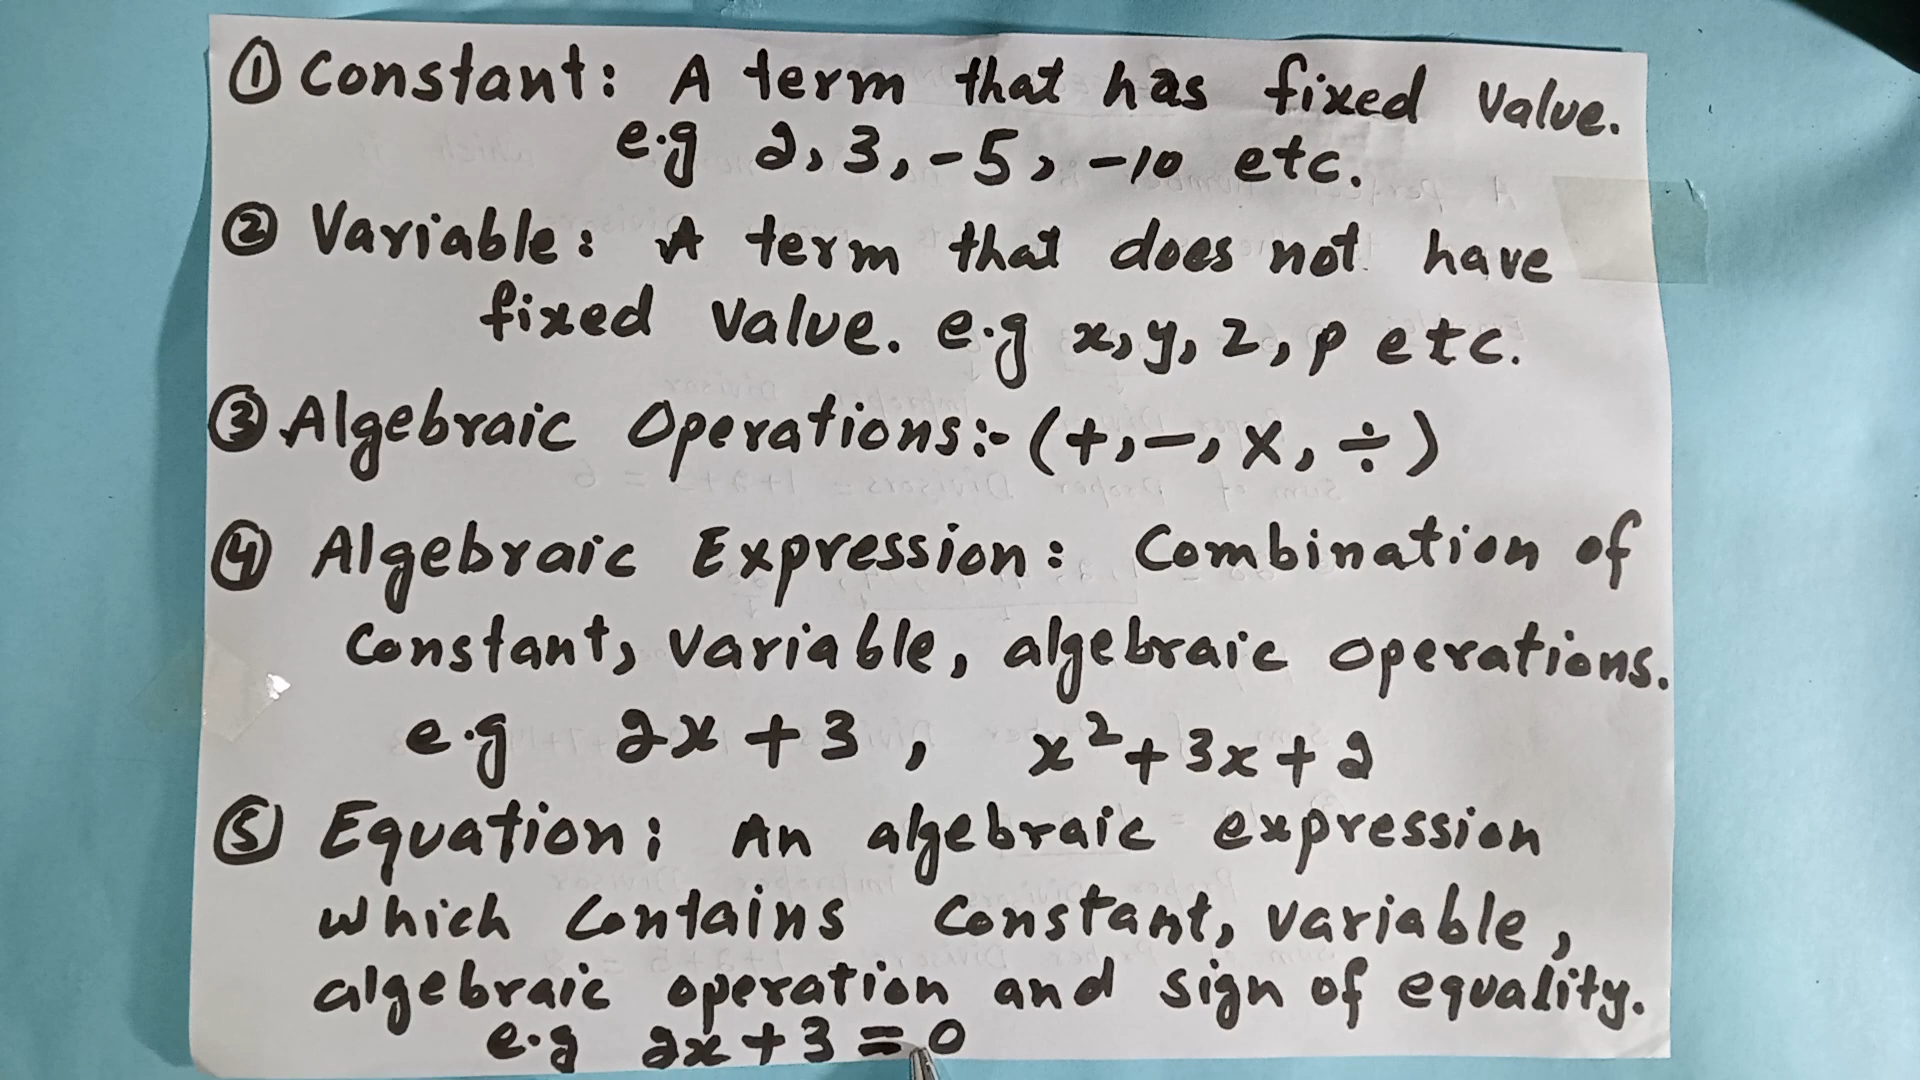 ① Constant: A term that has fixed value.
e.g 2, 3, -5, -10 etc.
② Variable: A term that does not have
fixed value. e.g x, y, z, p etc.
③ Algebraic Operations:- (+, -, ×, ÷)
④ Algebraic Expression: Combination of
Constant, variable, algebraic operations.
e.g 2x + 3, x² + 3x + 2
⑤ Equation: An algebraic expression
which contains constant, variable,
algebraic operation and sign of equality.
e.g 2x + 3 = 0